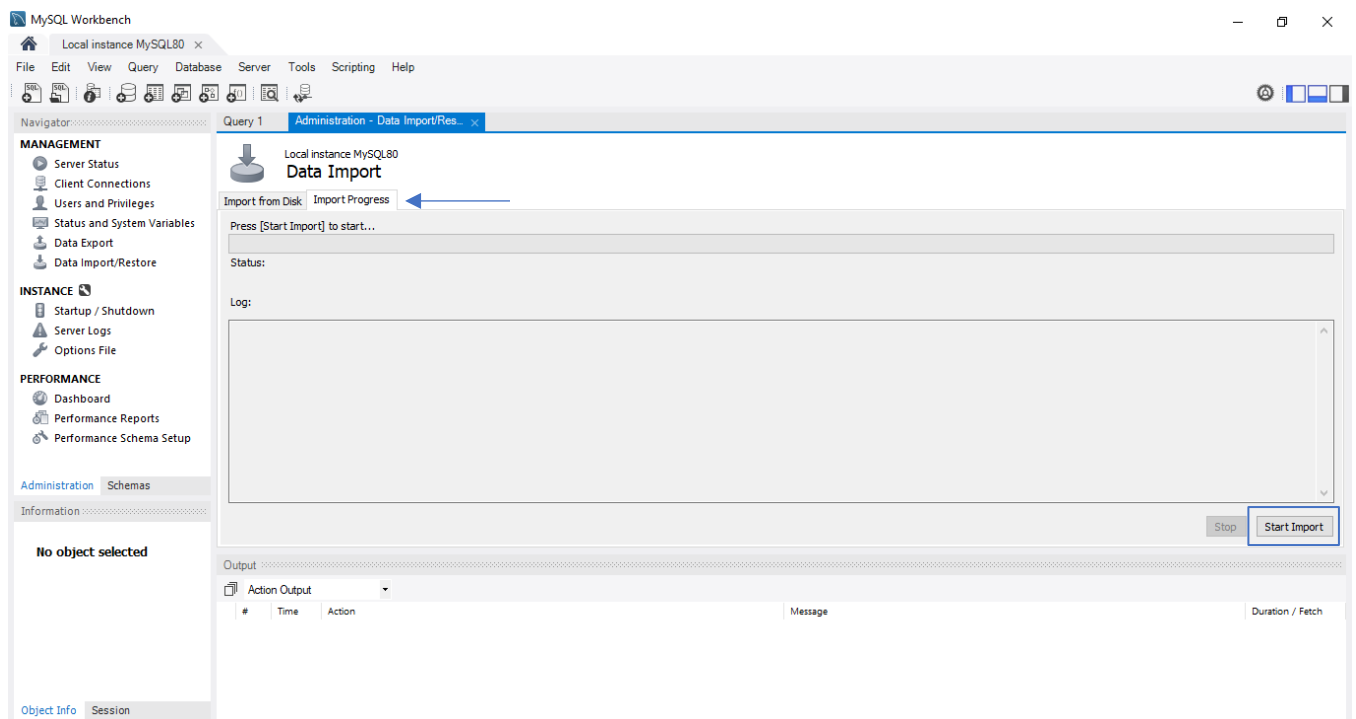 MySQL Workbench
Local instance MySQL80
File Edit View Query Database Server Tools Scripting Help
Navigator
MANAGEMENT
Server Status
Client Connections
Users and Privileges
Status and System Variables
Data Export
Data Import/Restore
INSTANCE
Startup / Shutdown
Server Logs
Options File
PERFORMANCE
Dashboard
Performance Reports
Performance Schema Setup
Administration Schemas
Information
No object selected
Object Info Session
Query 1 Administration - Data Import/Res...
Local instance MySQL80
Data Import
Import from Disk Import Progress
Press [Start Import] to start...
Status:
Log:
Stop Start Import
Output
Action Output
# Time Action Message Duration / Fetch